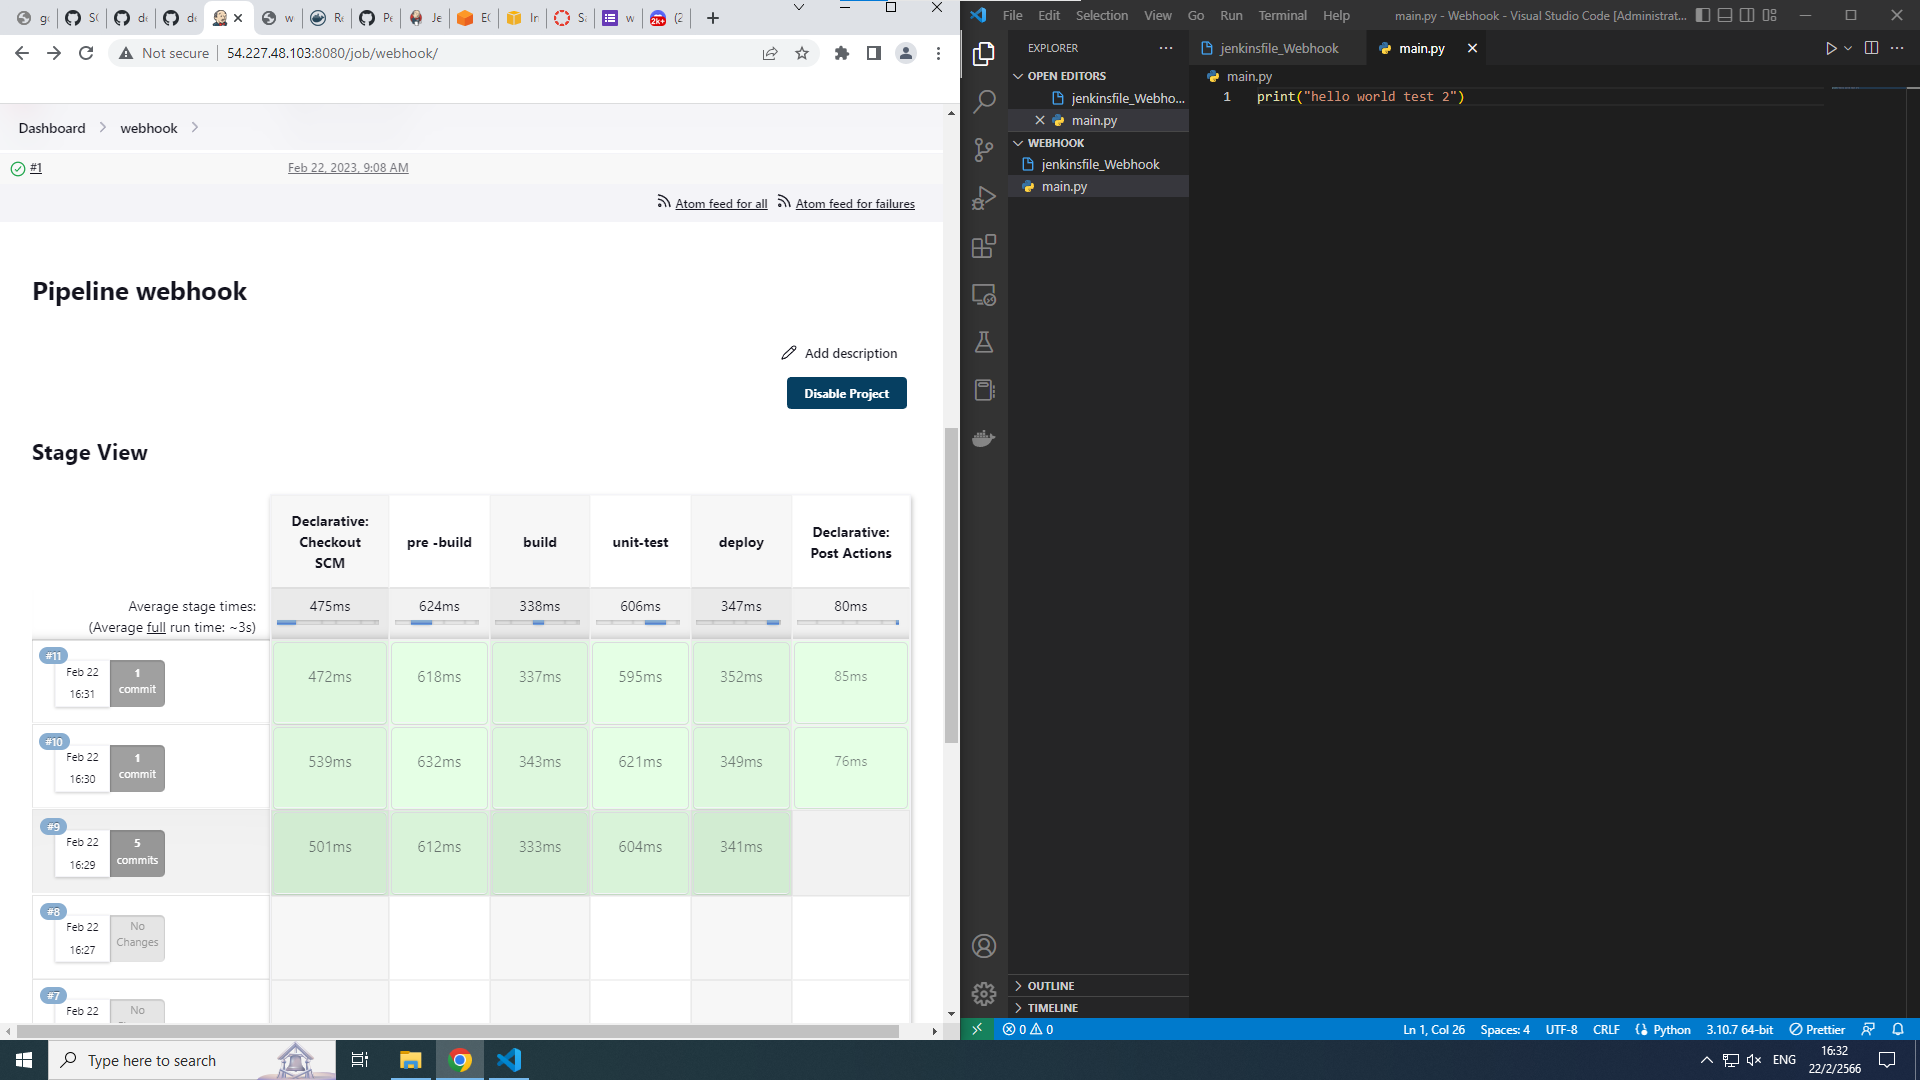 Not secure
54.227.48.103:8080/job/webhook/
Dashboard
webhook
#1
Feb 22, 2023, 9:08 AM
Atom feed for all
Atom feed for failures
Pipeline webhook
Add description
Disable Project
Stage View
Declarative: Checkout SCM
pre -build
build
unit-test
deploy
Declarative: Post Actions
Average stage times:
(Average full run time: ~3s)
475ms
624ms
338ms
606ms
347ms
80ms
#11
Feb 22
16:31
1 commit
472ms
618ms
337ms
595ms
352ms
85ms
#10
Feb 22
16:30
1 commit
539ms
632ms
343ms
621ms
349ms
76ms
#9
Feb 22
16:29
5 commits
501ms
612ms
333ms
604ms
341ms
#8
Feb 22
16:27
No Changes
#7
Feb 22
No
File Edit Selection View Go Run Terminal Help
main.py - Webhook - Visual Studio Code [Administrat...
EXPLORER
jenkinsfile_Webhook
main.py
OPEN EDITORS
jenkinsfile_Webho...
main.py
WEBHOOK
jenkinsfile_Webhook
main.py
main.py
1 print("hello world test 2")
OUTLINE
TIMELINE
0 0
Ln 1, Col 26
Spaces: 4
UTF-8
CRLF
Python
3.10.7 64-bit
Prettier
Type here to search
ENG
16:32
22/2/2566